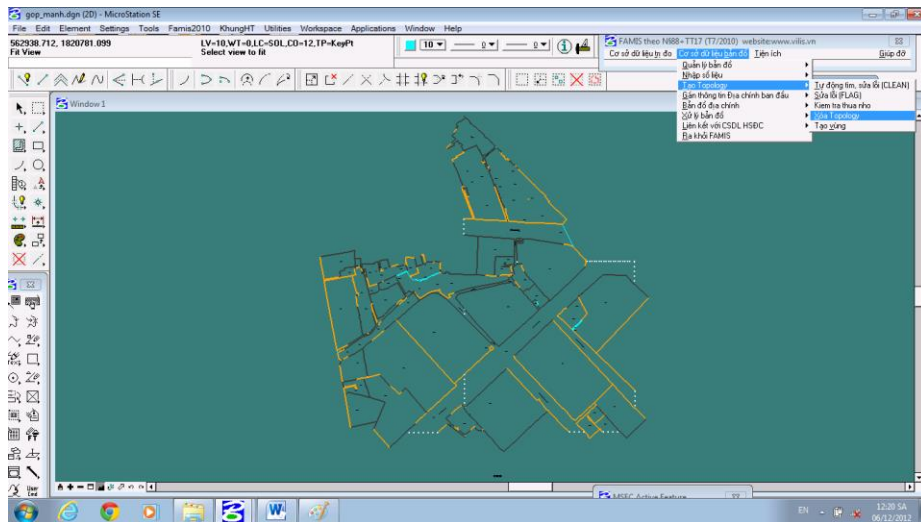 gop_manh.dgn (2D) - MicroStation SE
File Edit Element Settings Tools Famis2010 KhungHT Utilities Workspace Applications Window Help
562938.712, 1820781.099
LV=10,WT=0,LC=SOL,CO=12,TP=KeyPt
Fit View
Select view to fit
10
0
0
FAMIS theo N988+TT17 (T7/2010) website:www.vilis.vn
Cơ sở dữ liệu trị đo Cơ sở dữ liệu bản đồ Tiện ích Giúp đỡ
Quản lý bản đồ
Nhập số liệu
Tạo Topology
Gán thông tin Địa chính ban đầu
Bản đồ địa chính
Xử lý bản đồ
Liên kết với CSDL HSĐC
Ra khỏi FAMIS
Tự động tìm, sửa lỗi (CLEAN)
Sửa lỗi (FLAG)
Kiem tra thua nho
Xóa Topology
Tạo vùng
Window 1
MSFC Active Feature
EN
12:20 SA
06/12/2012